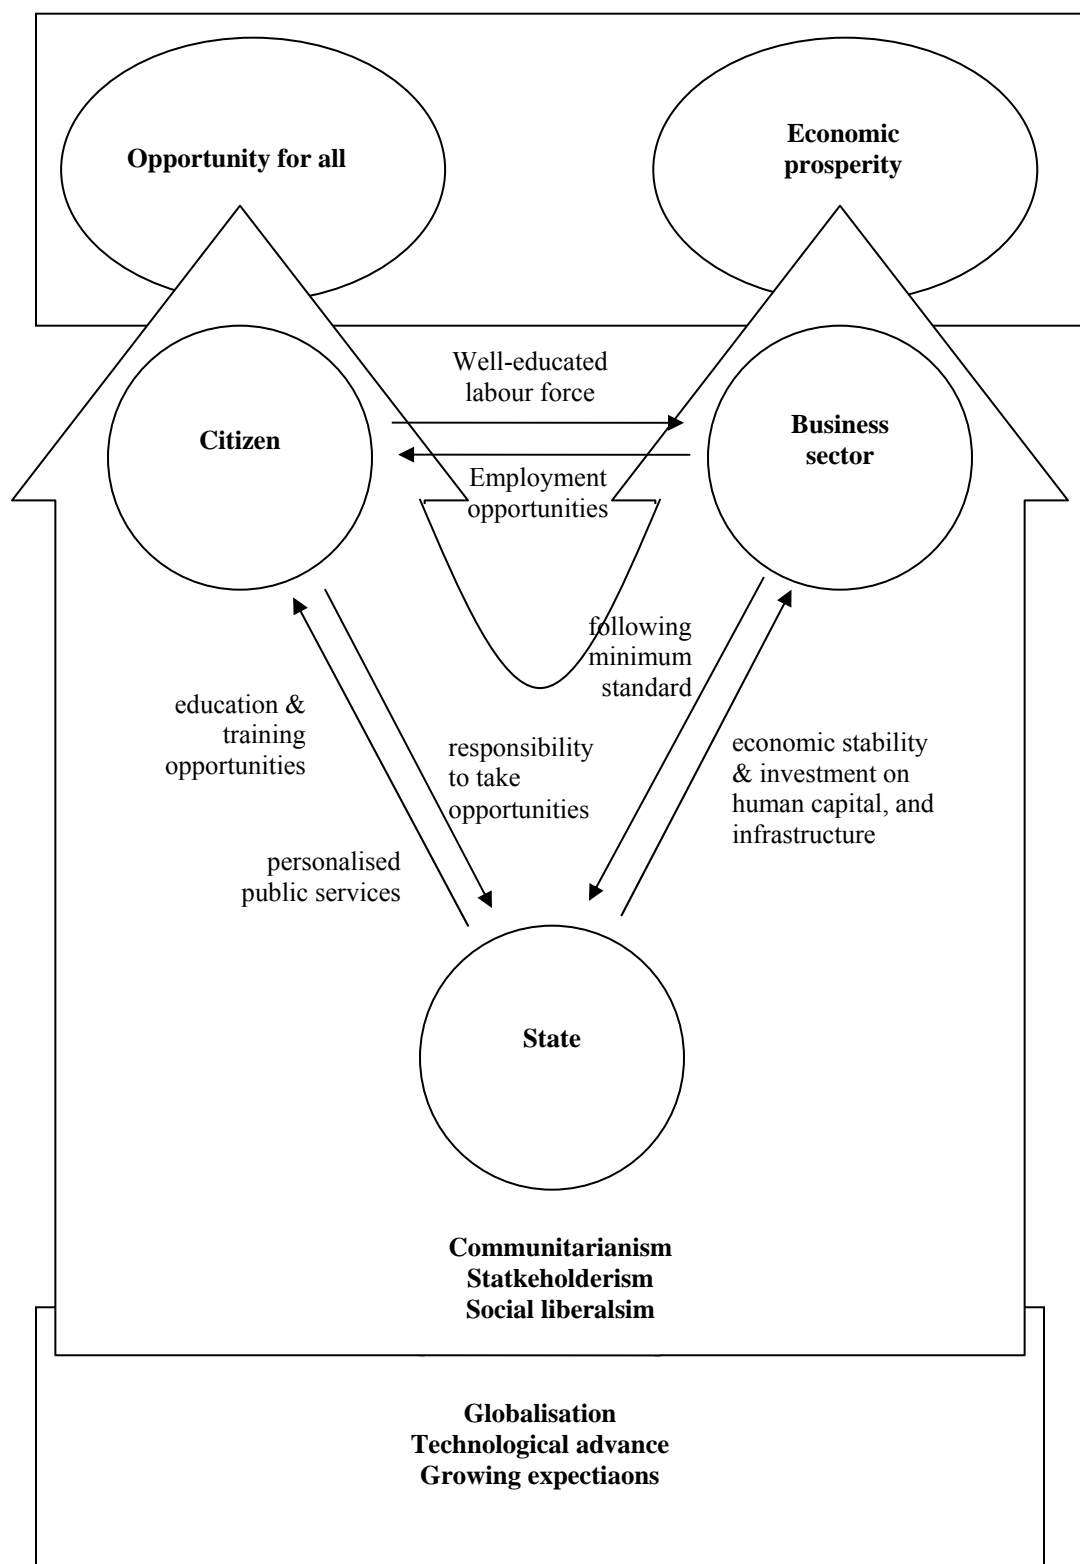 Opportunity for all
Economic
prosperity
Well-educated
labour force
Citizen
Business
sector
Employment
opportunities
following
minimum
standard
education &
training
opportunities
responsibility
to take
opportunities
economic stability
& investment on
human capital, and
infrastructure
personalised
public services
State
Communitarianism
Statkeholderism
Social liberalsim
Globalisation
Technological advance
Growing expectiaons